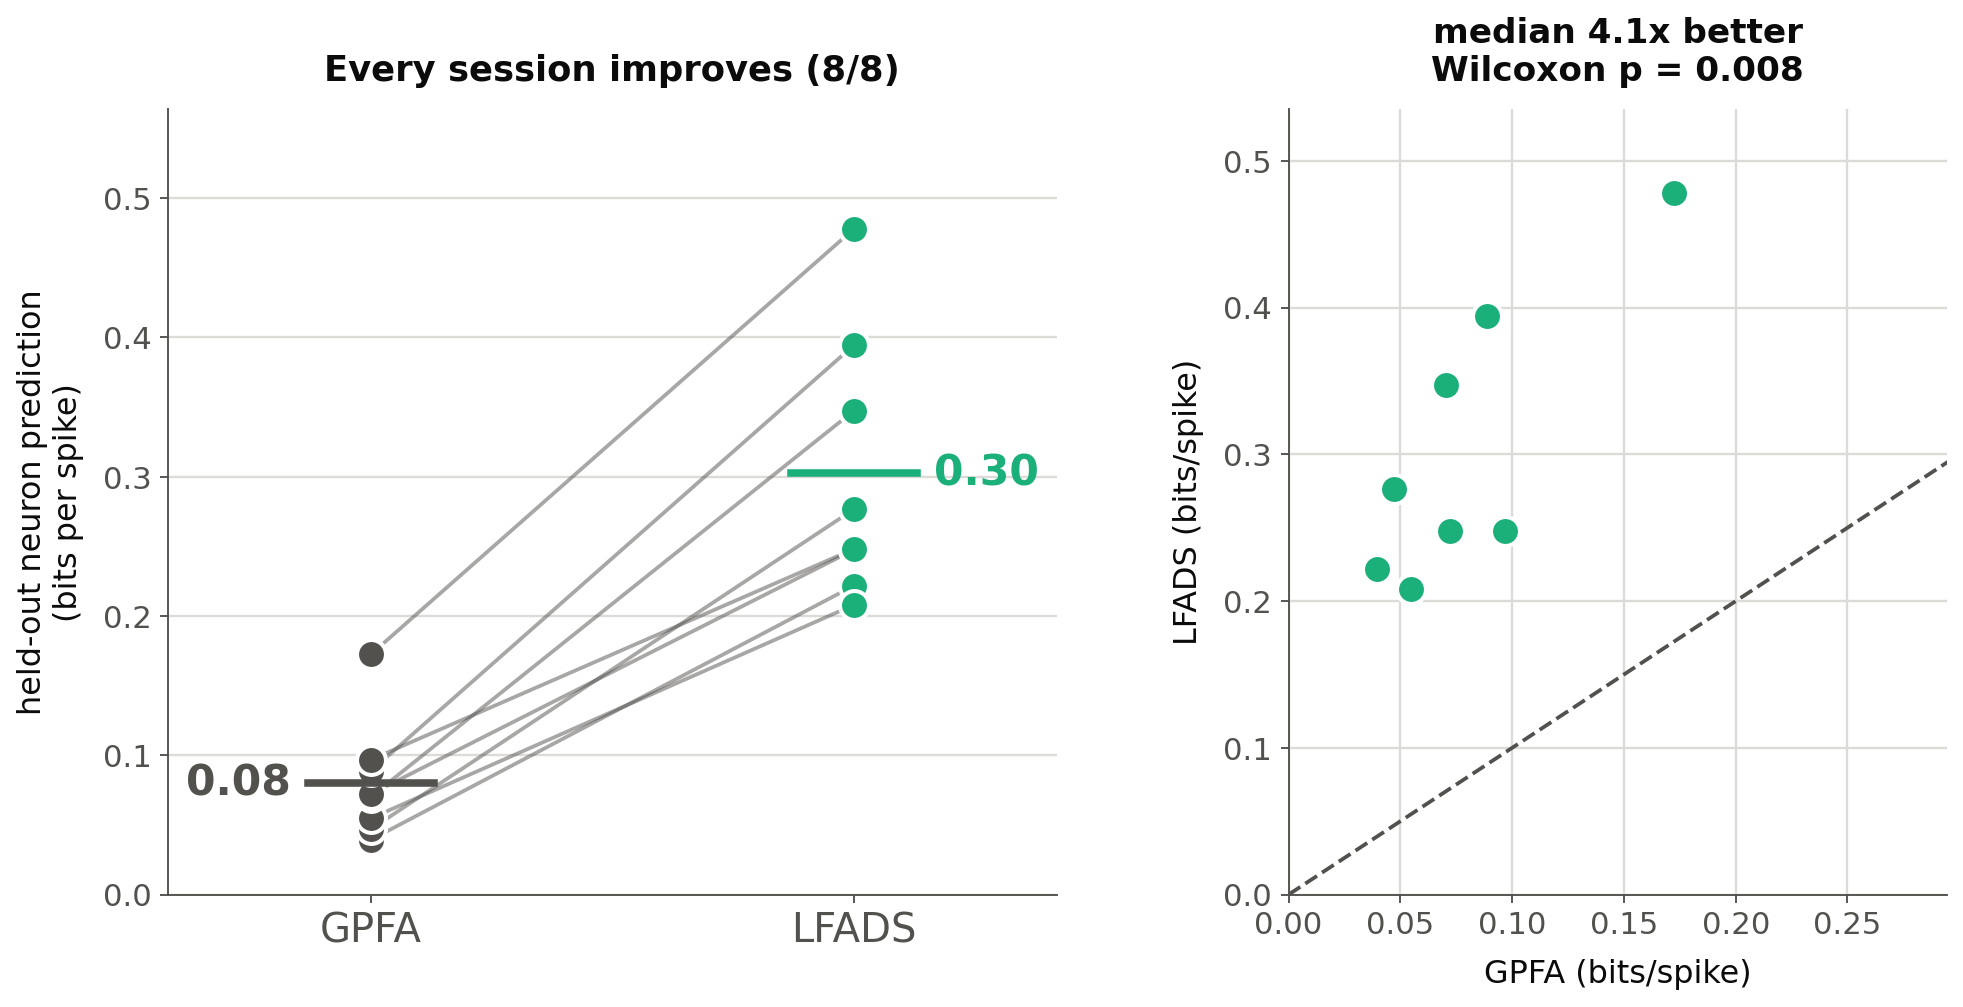 Every session improves (8/8)
held-out neuron prediction
(bits per spike)
0.5
0.4
0.3
0.2
0.1
0.0
0.08
0.30
GPFA
LFADS
median 4.1x better
Wilcoxon p = 0.008
LFADS (bits/spike)
0.5
0.4
0.3
0.2
0.1
0.0
0.00
0.05
0.10
0.15
0.20
0.25
GPFA (bits/spike)